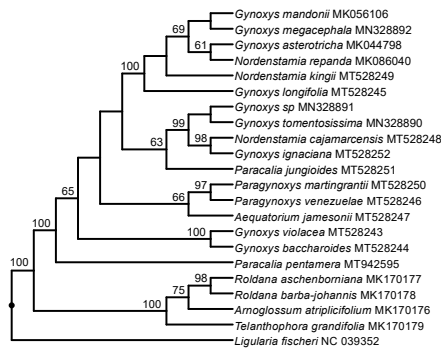 Gynoxys mandonii MK056106
69
Gynoxys megacephala MN328892
Gynoxys asterotricha MK044798
61
Nordenstamia repanda MK086040
100
Nordenstamia kingii MT528249
Gynoxys longifolia MT528245
Gynoxys sp MN328891
99
Gynoxys tomentosissima MN328890
63
98
Nordenstamia cajamarcensis MT528248
Gynoxys ignaciana MT528252
Paracalia jungioides MT528251
97
Paragynoxys martingrantii MT528250
65
66
Paragynoxys venezuelae MT528246
Aequatorium jamesonii MT528247
100
100
Gynoxys violacea MT528243
Gynoxys baccharoides MT528244
100
Paracalia pentamera MT942595
98
Roldana aschenborniana MK170177
75
Roldana barba-johannis MK170178
100
Arnoglossum atriplicifolium MK170176
Telanthophora grandifolia MK170179
Ligularia fischeri NC 039352